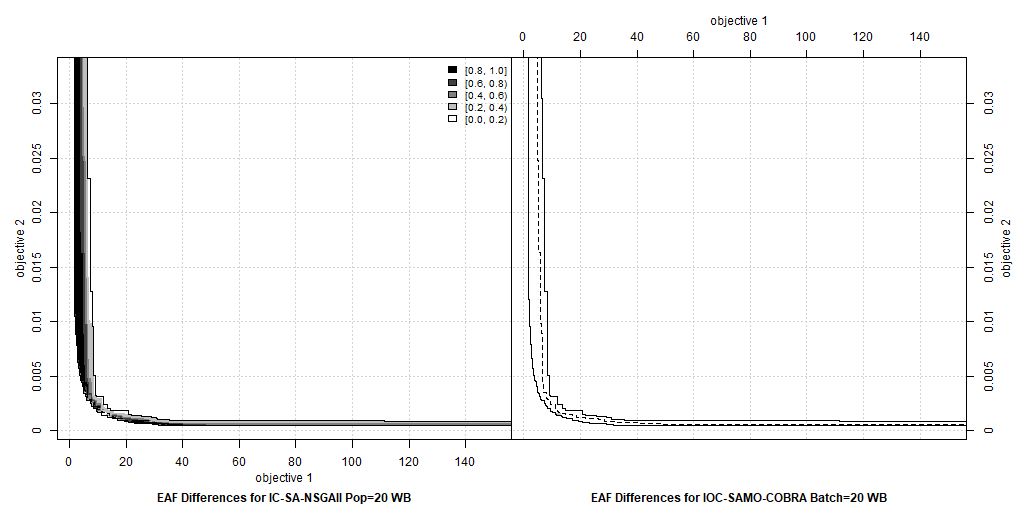 objective 1
0 20 40 60 80 100 120 140
[0.8, 1.0]
[0.6, 0.8)
[0.4, 0.6)
[0.2, 0.4)
[0.0, 0.2)
0.03
0.025
0.02
0.015
0.01
0.005
0
objective 2
0.03
0.025
0.02
0.015
0.01
0.005
0
objective 2
0 20 40 60 80 100 120 140
objective 1
EAF Differences for IC-SA-NSGAII Pop=20 WB
EAF Differences for IOC-SAMO-COBRA Batch=20 WB